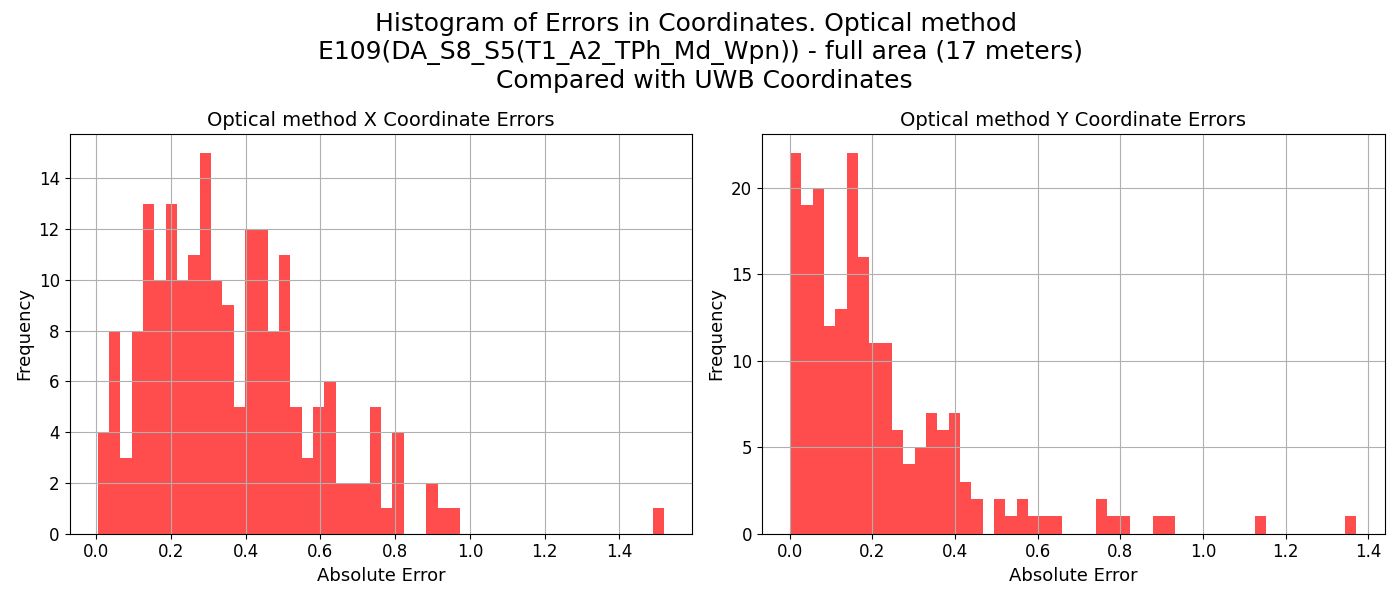 Histogram of Errors in Coordinates. Optical method
E109(DA_S8_S5(T1_A2_TPh_Md_Wpn)) - full area (17 meters)
Compared with UWB Coordinates
Optical method X Coordinate Errors
14
12
10
8
6
4
2
0
Frequency
0.0 0.2 0.4 0.6 0.8 1.0 1.2 1.4
Absolute Error
Optical method Y Coordinate Errors
20
15
10
5
0
Frequency
0.0 0.2 0.4 0.6 0.8 1.0 1.2 1.4
Absolute Error